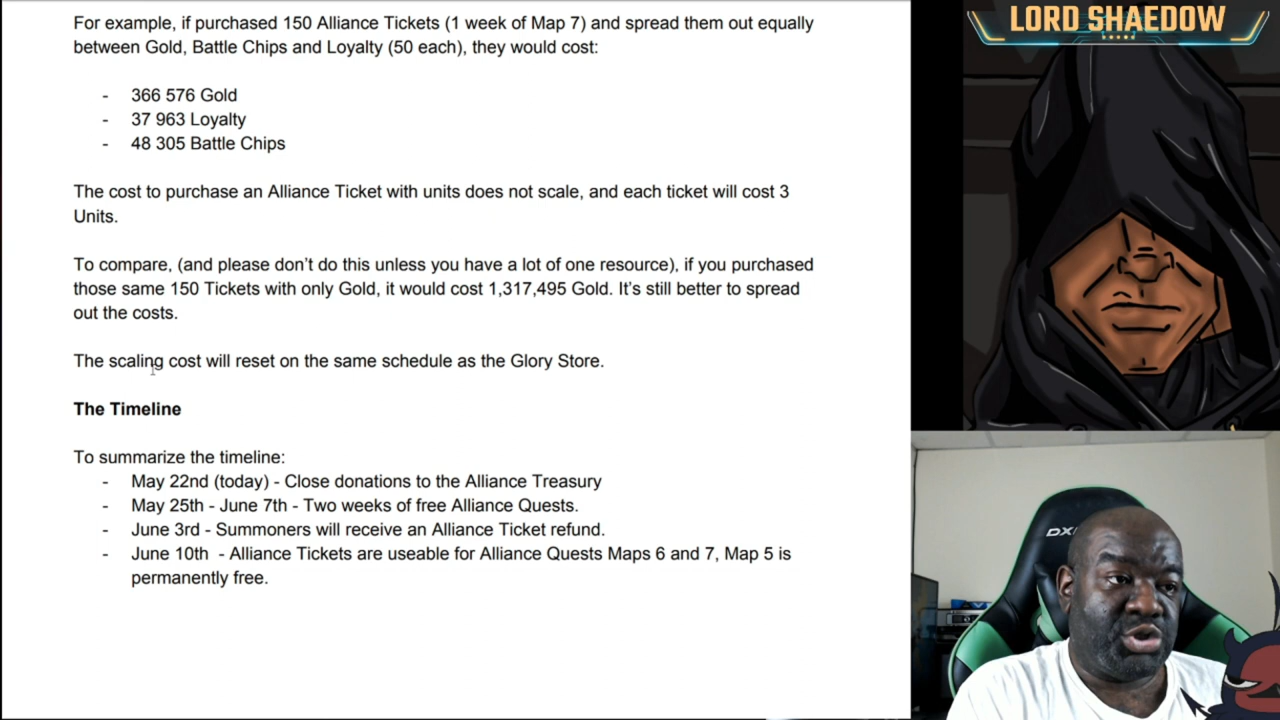 For example, if purchased 150 Alliance Tickets (1 week of Map 7) and spread them out equally
between Gold, Battle Chips and Loyalty (50 each), they would cost:
- 366 576 Gold
- 37 963 Loyalty
- 48 305 Battle Chips
The cost to purchase an Alliance Ticket with units does not scale, and each ticket will cost 3
Units.
To compare, (and please don’t do this unless you have a lot of one resource), if you purchased
those same 150 Tickets with only Gold, it would cost 1,317,495 Gold. It’s still better to spread
out the costs.
The scaling cost will reset on the same schedule as the Glory Store.
The Timeline
To summarize the timeline:
- May 22nd (today) - Close donations to the Alliance Treasury
- May 25th - June 7th - Two weeks of free Alliance Quests.
- June 3rd - Summoners will receive an Alliance Ticket refund.
- June 10th  - Alliance Tickets are useable for Alliance Quests Maps 6 and 7, Map 5 is
permanently free.
LORD SHAEDOW